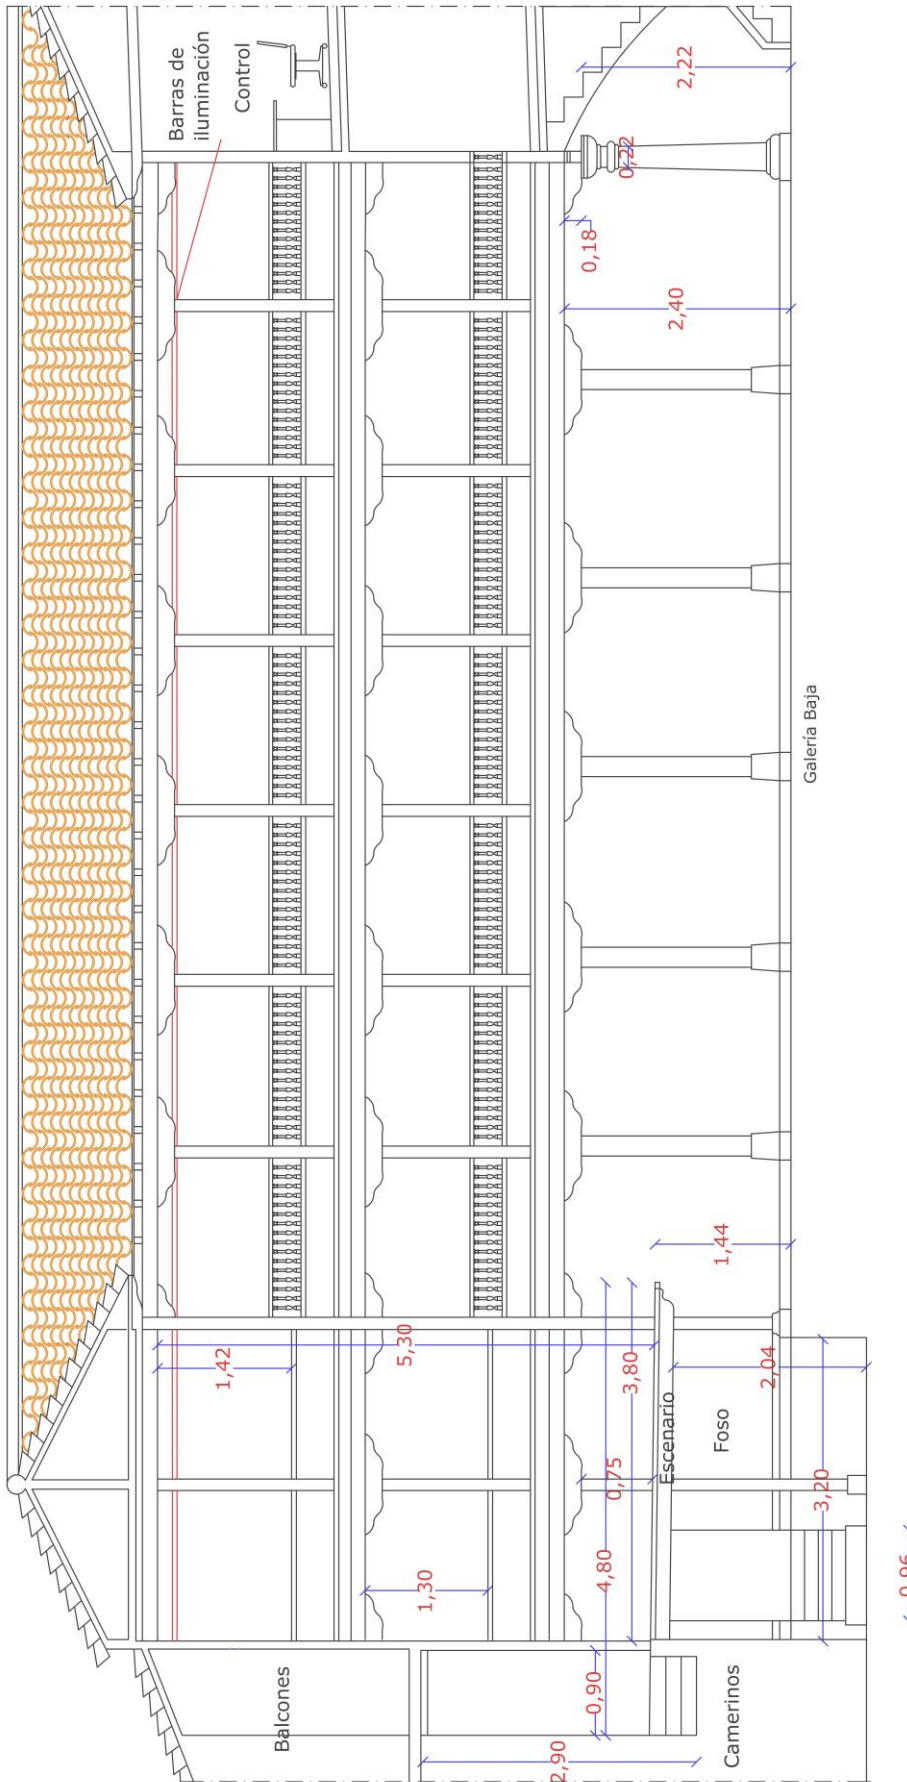 Barras de
iluminación
Control
2,22
0,22
0,18
2,40
Galería Baja
1,44
1,42
5,30
3,80
2,04
Escenario
Foso
0,75
3,20
4,80
1,30
0,96
0,90
Balcones
Camerinos
2,90